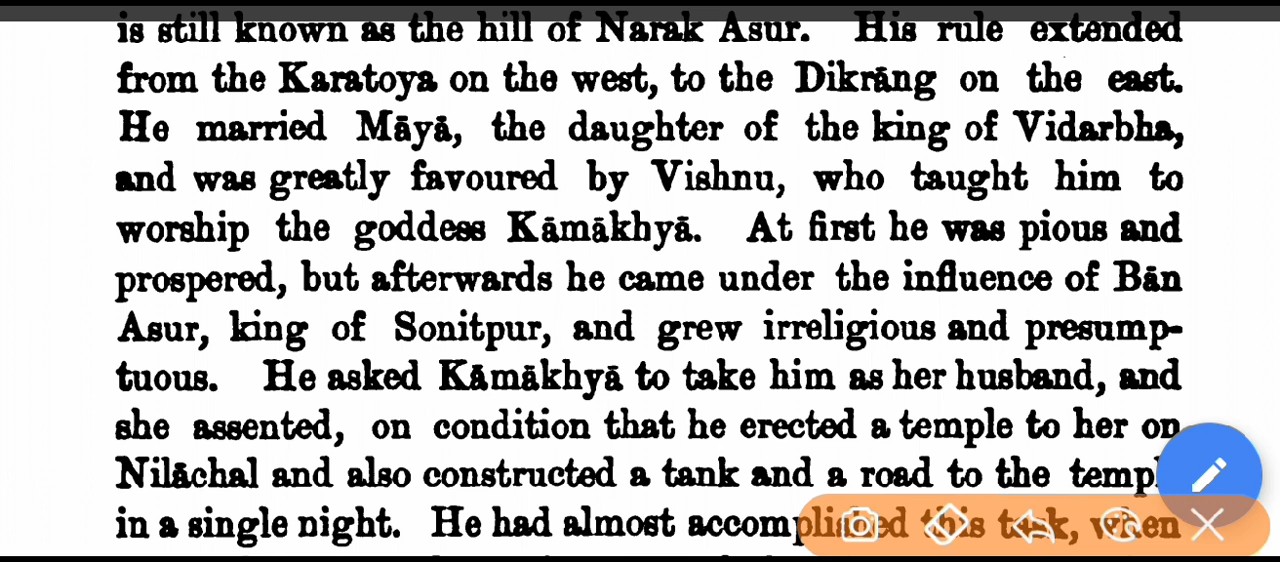 is still known as the hill of Narak Asur. His rule extended
from the Karatoya on the west, to the Dikrāng on the east.
He married Māyā, the daughter of the king of Vidarbha,
and was greatly favoured by Vishnu, who taught him to
worship the goddess Kāmākhyā. At first he was pious and
prospered, but afterwards he came under the influence of Bān
Asur, king of Sonitpur, and grew irreligious and presump-
tuous. He asked Kāmākhyā to take him as her husband, and
she assented, on condition that he erected a temple to her on
Nilāchal and also constructed a tank and a road to the templ
in a single night. He had almost accomplished this task, when